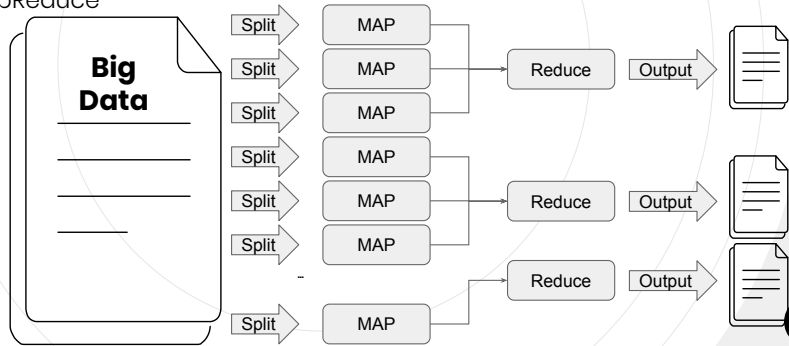 pReduce
Big
Data
Split MAP
Split MAP Reduce Output
Split MAP
Split MAP
Split MAP Reduce Output
Split MAP
...
Reduce Output
Split MAP